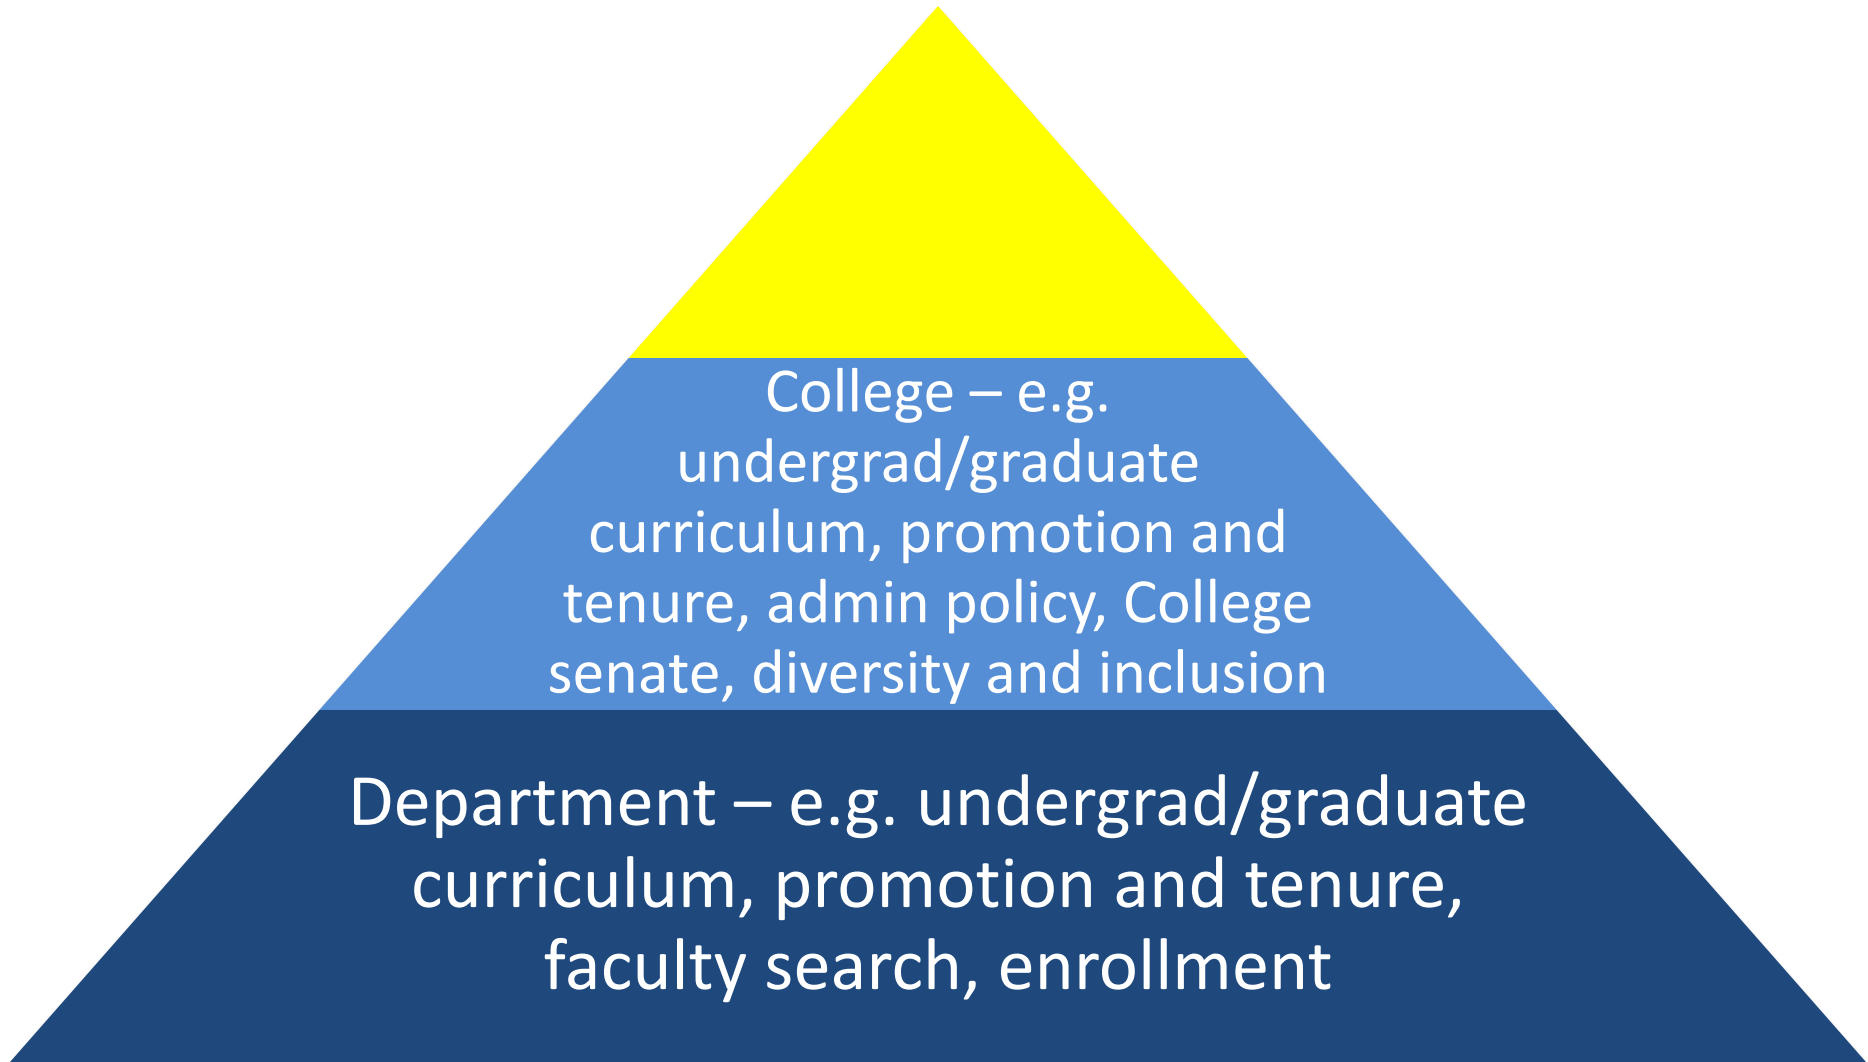 College – e.g.
undergrad/graduate
curriculum, promotion and
tenure, admin policy, College
senate, diversity and inclusion
Department – e.g. undergrad/graduate
curriculum, promotion and tenure,
faculty search, enrollment